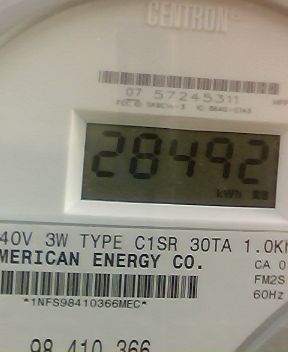 CENTRON®
07 57245311
28492
kWh
40V 3W TYPE C1SR 30TA 1.0K
MERICAN ENERGY CO.
CA 0
FM2S
60Hz
*1NFS98410366MEC*
98 410 366